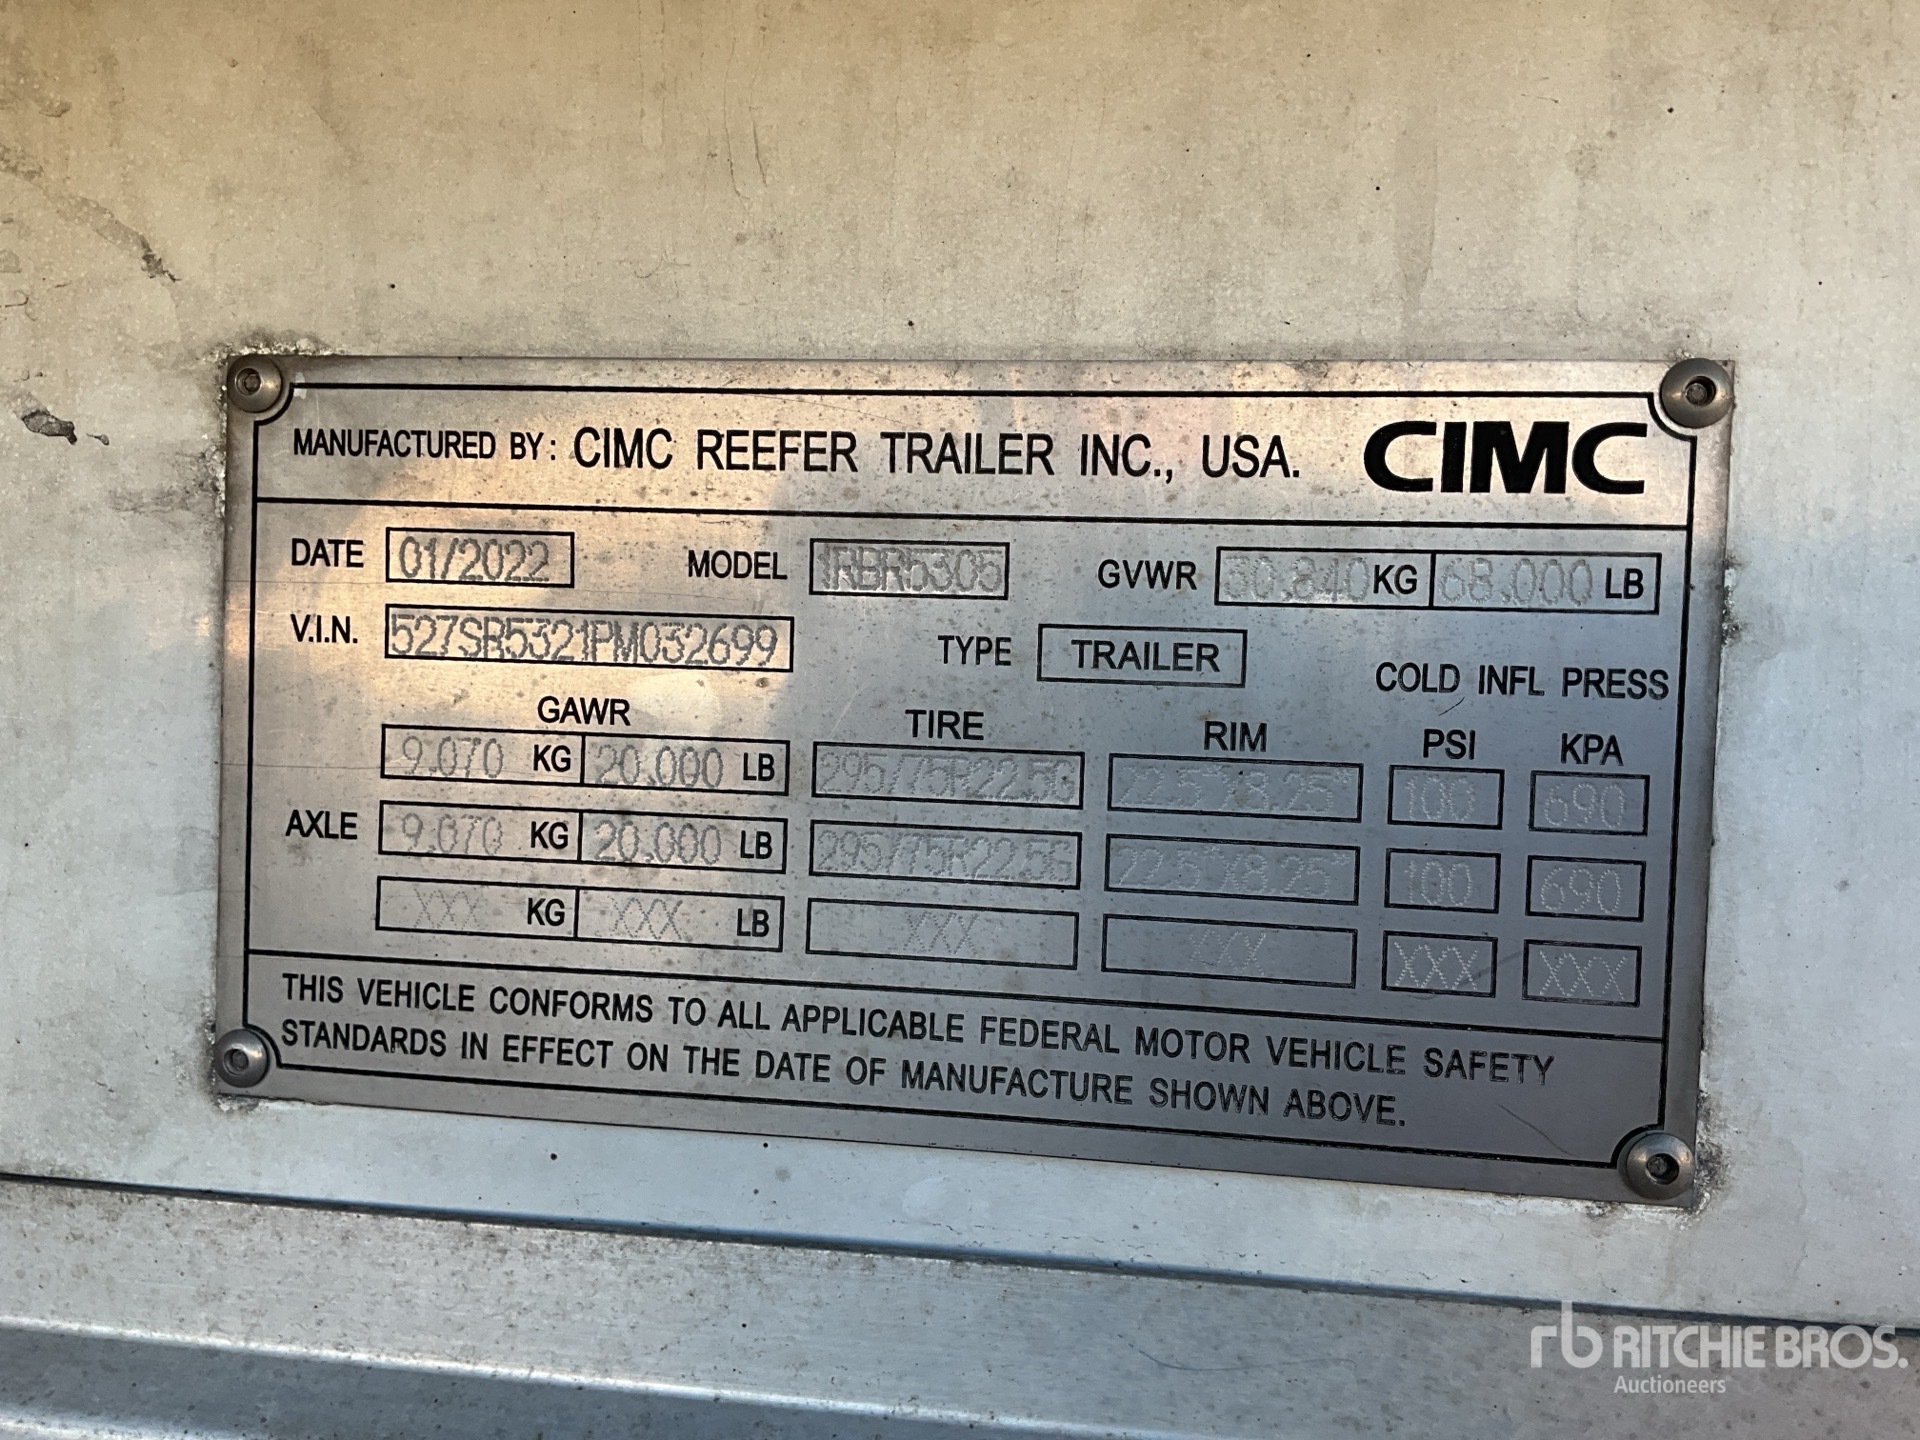 MANUFACTURED BY: CIMC REEFER TRAILER INC., USA. CIMC
DATE 01/2022 MODEL 1RBR5305 GVWR 30,840 KG 68,000 LB
V.I.N. 527SR5321PM032699 TYPE TRAILER
COLD INFL PRESS
GAWR TIRE RIM PSI KPA
9,070 KG 20,000 LB 295/75R22.5G 22.5"X8.25" 100 690
AXLE 9,070 KG 20,000 LB 295/75R22.5G 22.5"X8.25" 100 690
XXX KG XXX LB XXX XXX XXX XXX
THIS VEHICLE CONFORMS TO ALL APPLICABLE FEDERAL MOTOR VEHICLE SAFETY
STANDARDS IN EFFECT ON THE DATE OF MANUFACTURE SHOWN ABOVE.
rb RITCHIE BROS.
Auctioneers